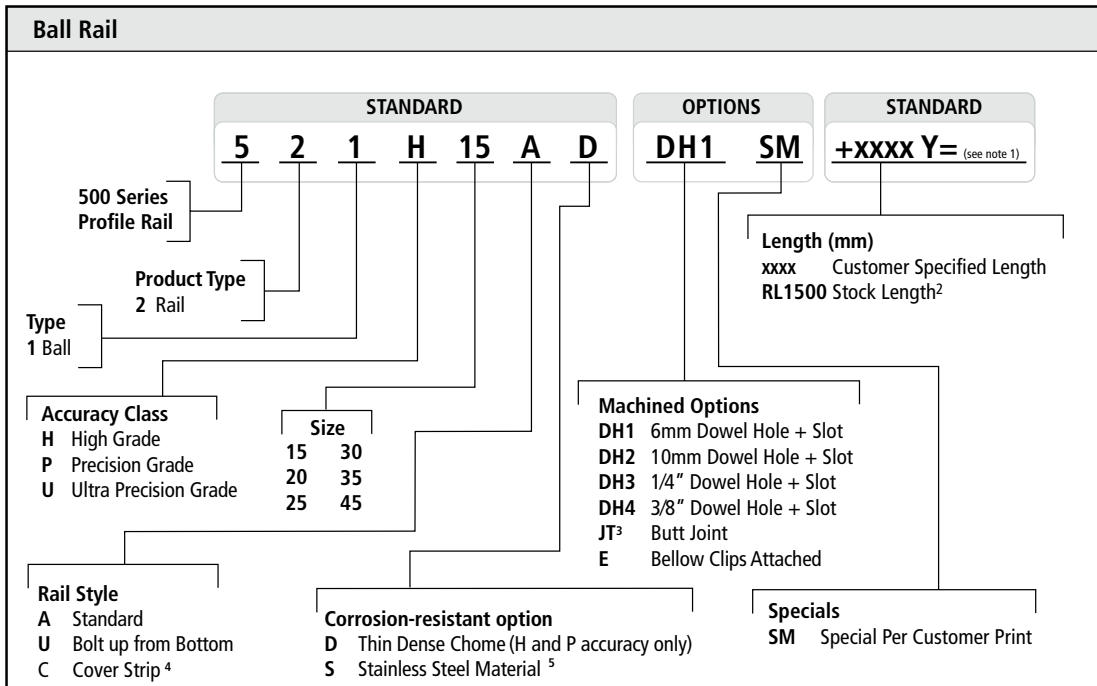 Ball Rail
STANDARD
OPTIONS
STANDARD
5 2 1 H 15 A D
DH1 SM
+xxxx Y= (see note 1)
500 Series
Profile Rail
Product Type
2 Rail
Type
1 Ball
Length (mm)
xxxx Customer Specified Length
RL1500 Stock Length²
Accuracy Class
H High Grade
P Precision Grade
U Ultra Precision Grade
Size
15 30
20 35
25 45
Machined Options
DH1 6mm Dowel Hole + Slot
DH2 10mm Dowel Hole + Slot
DH3 1/4" Dowel Hole + Slot
DH4 3/8" Dowel Hole + Slot
JT³ Butt Joint
E Bellow Clips Attached
Rail Style
A Standard
U Bolt up from Bottom
C Cover Strip ⁴
Corrosion-resistant option
D Thin Dense Chome (H and P accuracy only)
S Stainless Steel Material ⁵
Specials
SM Special Per Customer Print